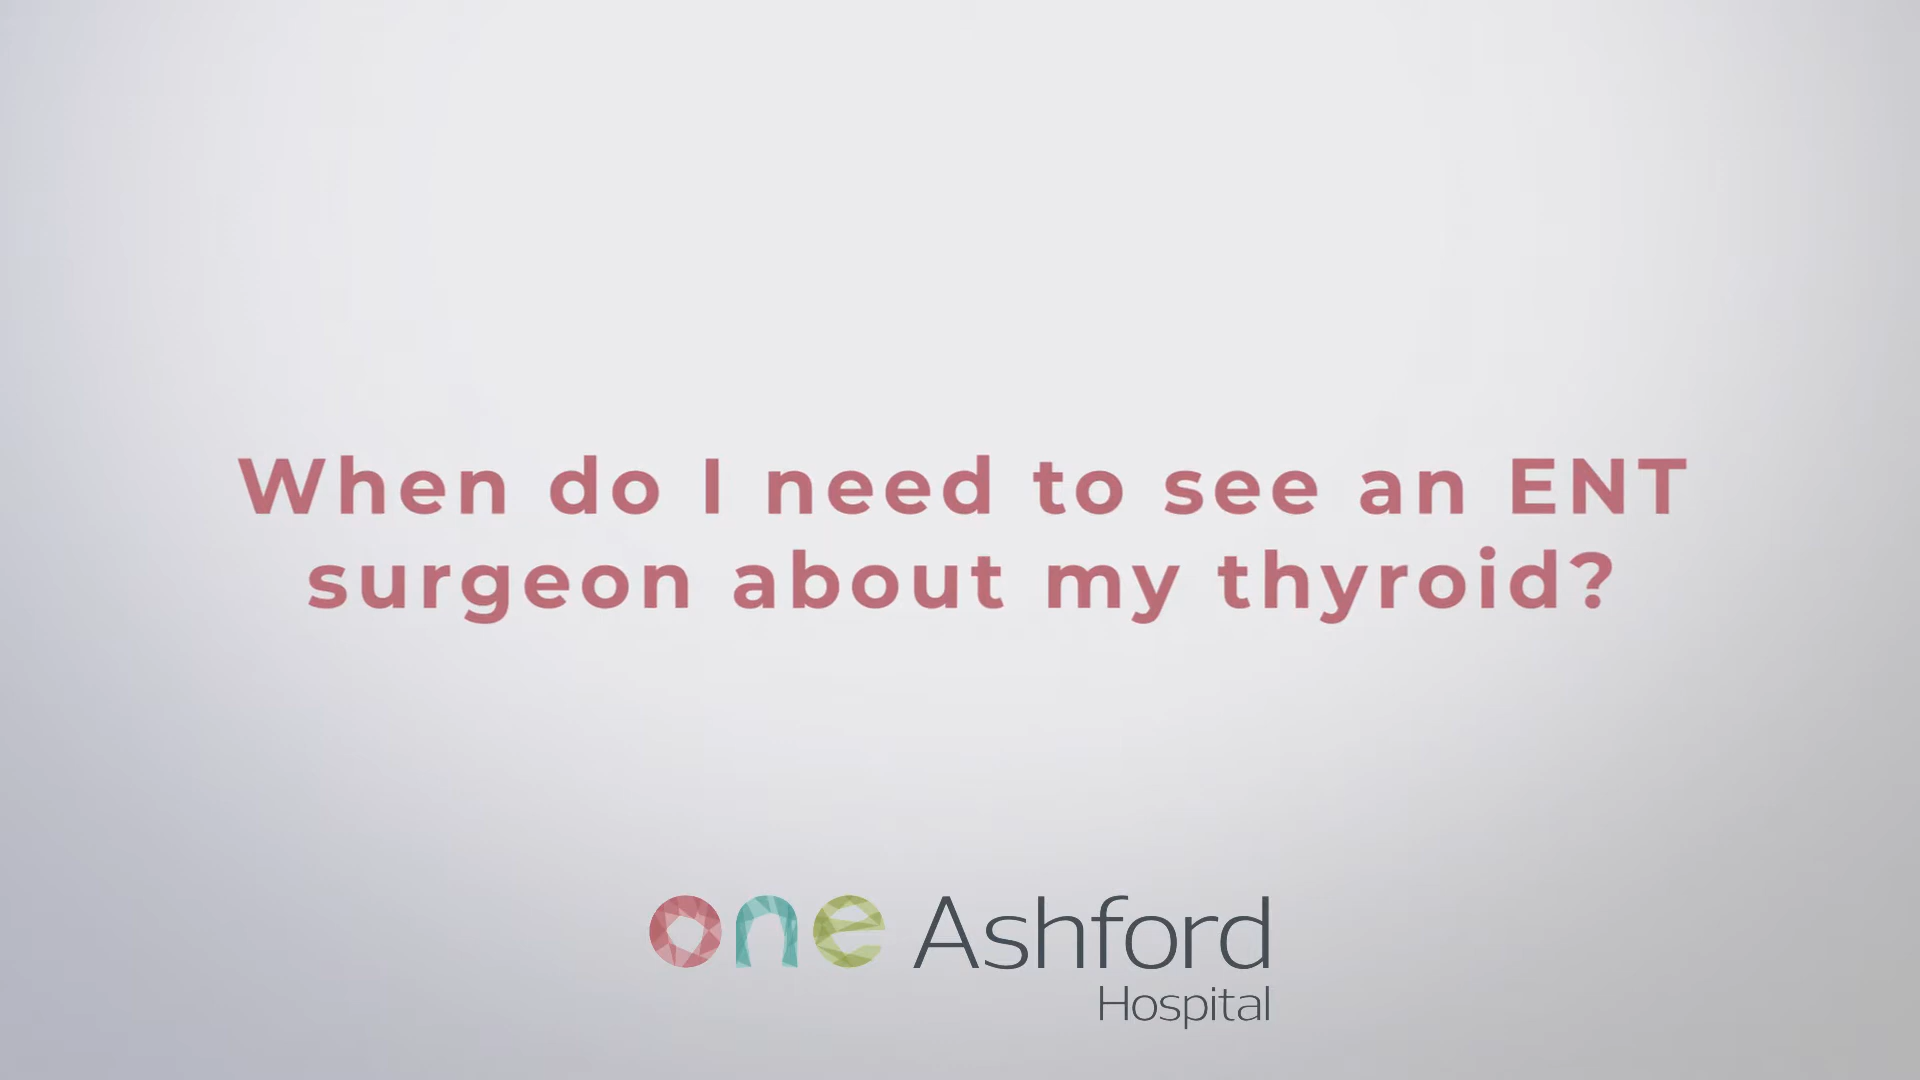 When do I need to see an ENT
surgeon about my thyroid?
one Ashford
Hospital